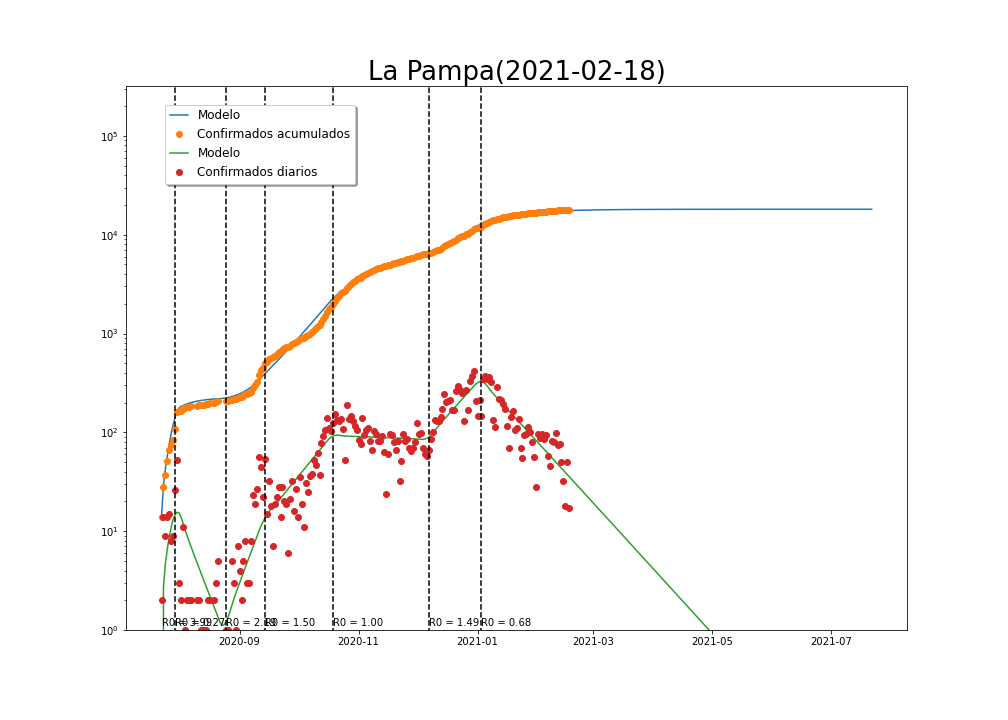 La Pampa(2021-02-18)
Modelo
Confirmados acumulados
Modelo
Confirmados diarios
10⁵
10⁴
10³
10²
10¹
10⁰
R0 = 1.50
R0 = 1.00
R0 = 1.49
R0 = 0.68
2020-09
2020-11
2021-01
2021-03
2021-05
2021-07